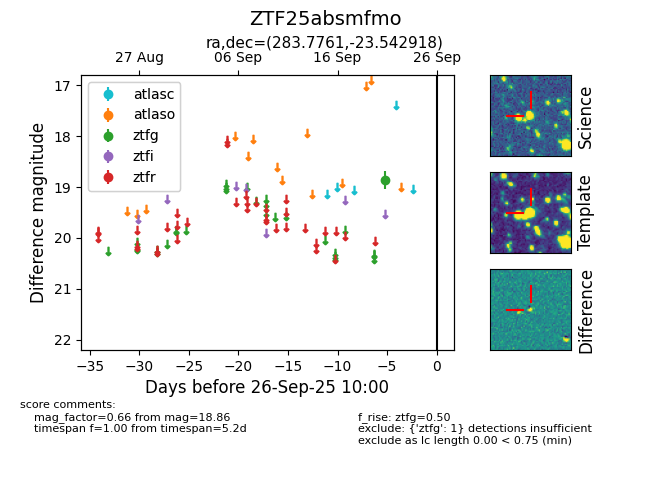 ZTF25absmfmo
ra,dec=(283.7761,-23.542918)
27 Aug 06 Sep 16 Sep 26 Sep
atlasc
atlaso
ztfg
ztfi
ztfr
17
18
19
20
21
22
Difference magnitude
−35 −30 −25 −20 −15 −10 −5 0
Days before 26-Sep-25 10:00
Science
Template
Difference
score comments:
mag_factor=0.66 from mag=18.86
timespan f=1.00 from timespan=5.2d
f_rise: ztfg=0.50
exclude: {'ztfg': 1} detections insufficient
exclude as lc length 0.00 < 0.75 (min)